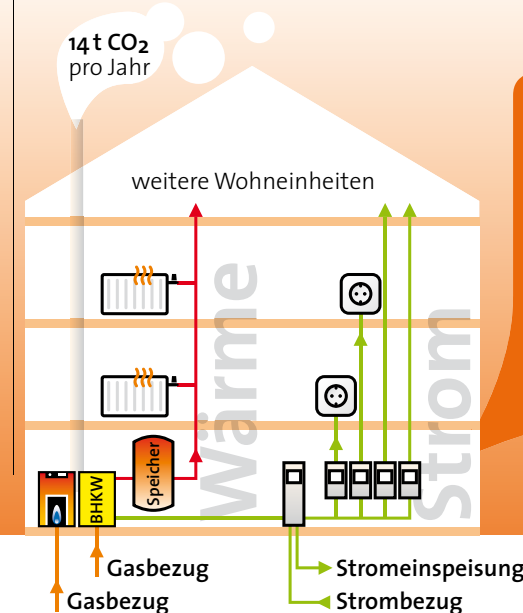 14 t CO₂
pro Jahr
weitere Wohneinheiten
Wärme
Strom
Speicher
BHKW
Gasbezug
Stromeinspeisung
Gasbezug
Strombezug